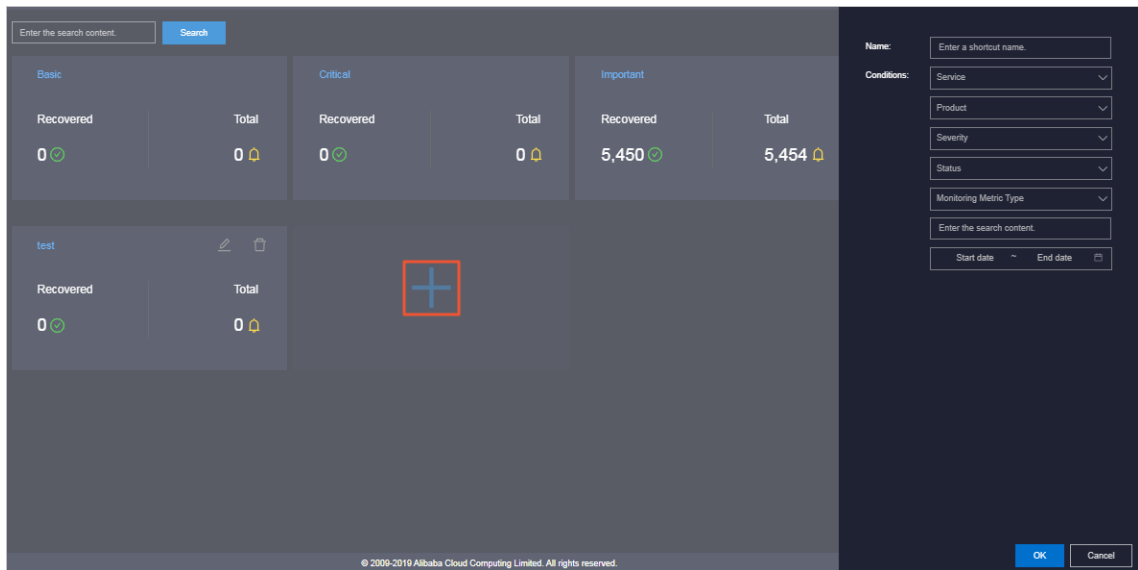 Enter the search content.
Search
Basic
Recovered Total
0 0
Critical
Recovered Total
0 0
Important
Recovered Total
5,450 5,454
test
Recovered Total
0 0
© 2009-2019 Alibaba Cloud Computing Limited. All rights reserved.
Name: Enter a shortcut name.
Conditions: Service
Product
Severity
Status
Monitoring Metric Type
Enter the search content.
Start date ~ End date
OK Cancel